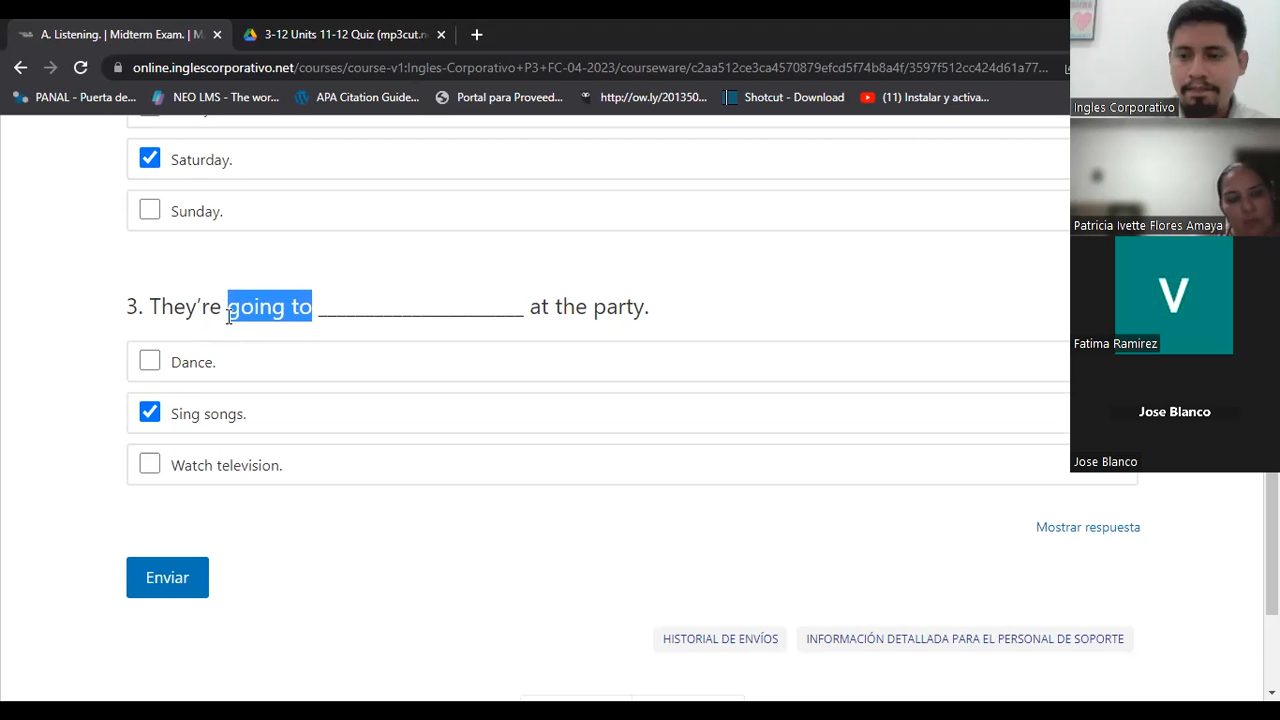 A. Listening. | Midterm Exam. | M
3-12 Units 11-12 Quiz (mp3cut.n
online.inglescorporativo.net/courses/course-v1:Ingles-Corporativo+P3+EC-04-2023/courseware/c2aa512ce3ca45f0879efcd5f74b8a4f/3597f512cc424d61a77...
PANAL - Puerta de...
NEO LMS - The wor...
APA Citation Guide...
Portal para Proveed...
http://ow.ly/201350...
Shotcut - Download
(11) Instalar y activa...
Saturday.
Sunday.
3. They're going to ____________________ at the party.
Dance.
Sing songs.
Watch television.
Mostrar respuesta
Enviar
HISTORIAL DE ENVÍOS
INFORMACIÓN DETALLADA PARA EL PERSONAL DE SOPORTE
Ingles Corporativo
Patricia Ivette Flores Amaya
V
Fatima Ramirez
Jose Blanco
Jose Blanco